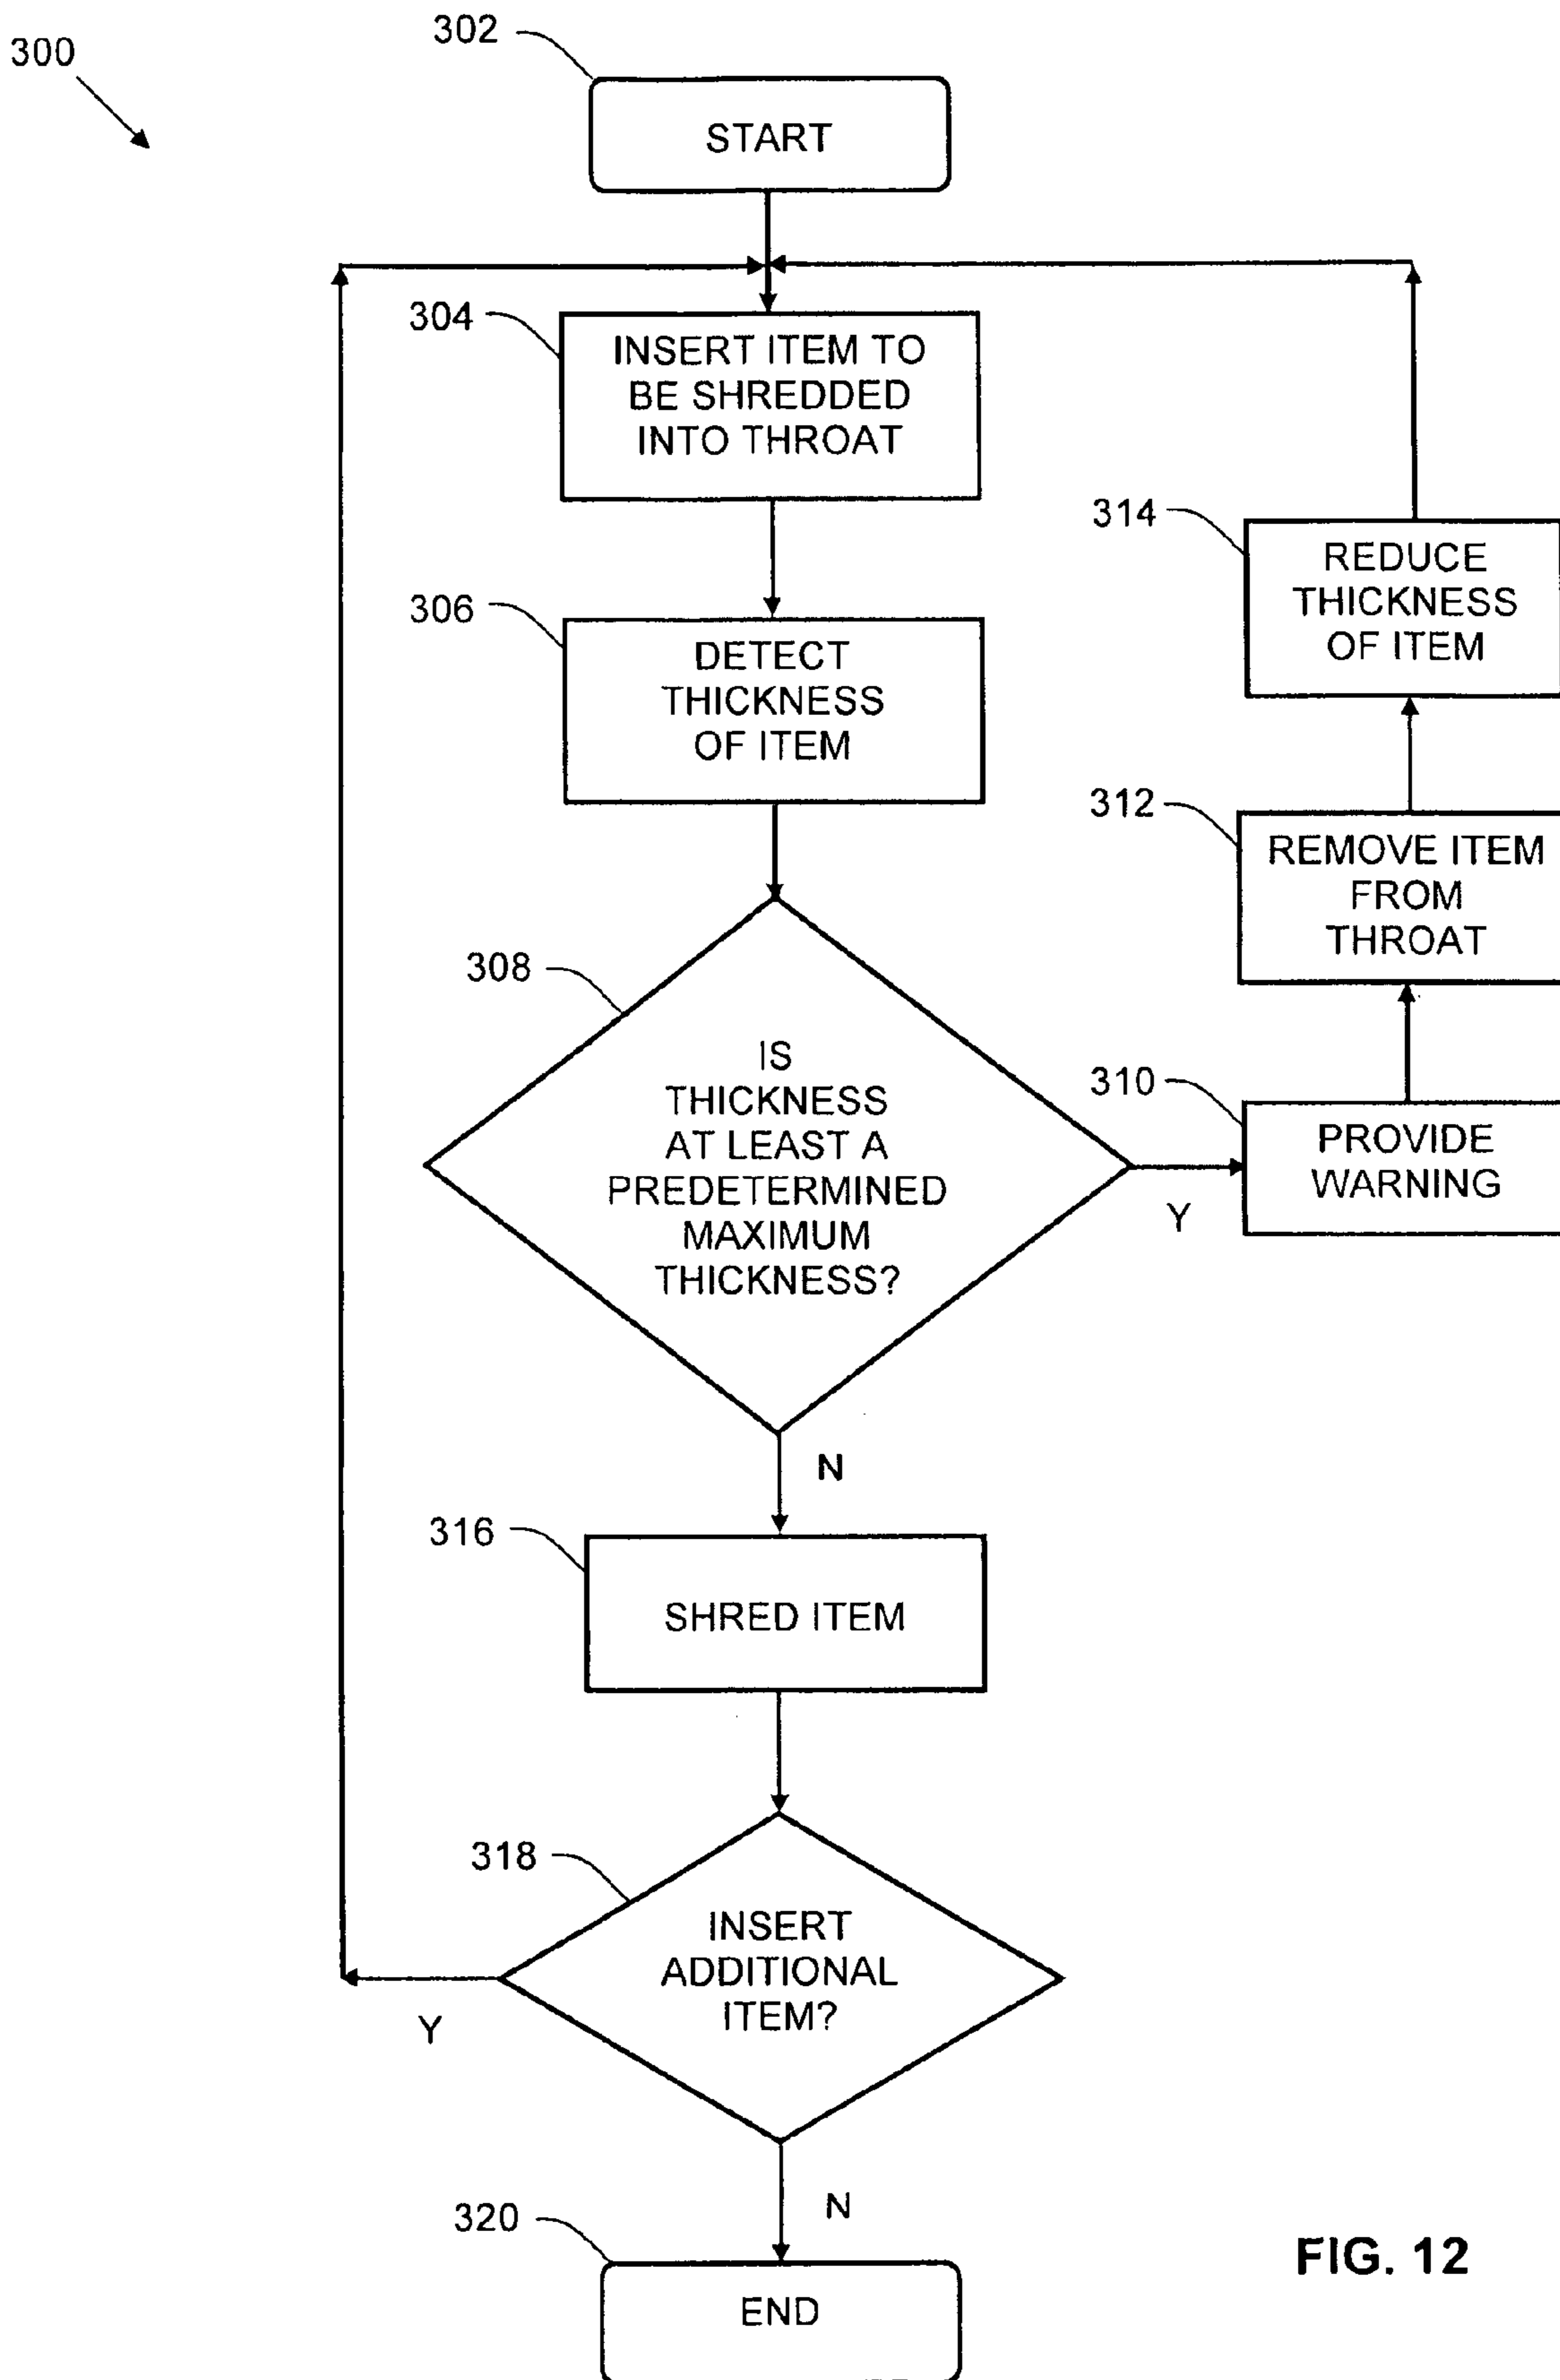 300
302
START
304
INSERT ITEM TO
BE SHREDDED
INTO THROAT
306
DETECT
THICKNESS
OF ITEM
314
REDUCE
THICKNESS
OF ITEM
312
REMOVE ITEM
FROM
THROAT
308
IS
THICKNESS
AT LEAST A
PREDETERMINED
MAXIMUM
THICKNESS?
Y
310
PROVIDE
WARNING
N
316
SHRED ITEM
318
INSERT
ADDITIONAL
ITEM?
Y
N
320
END
FIG. 12